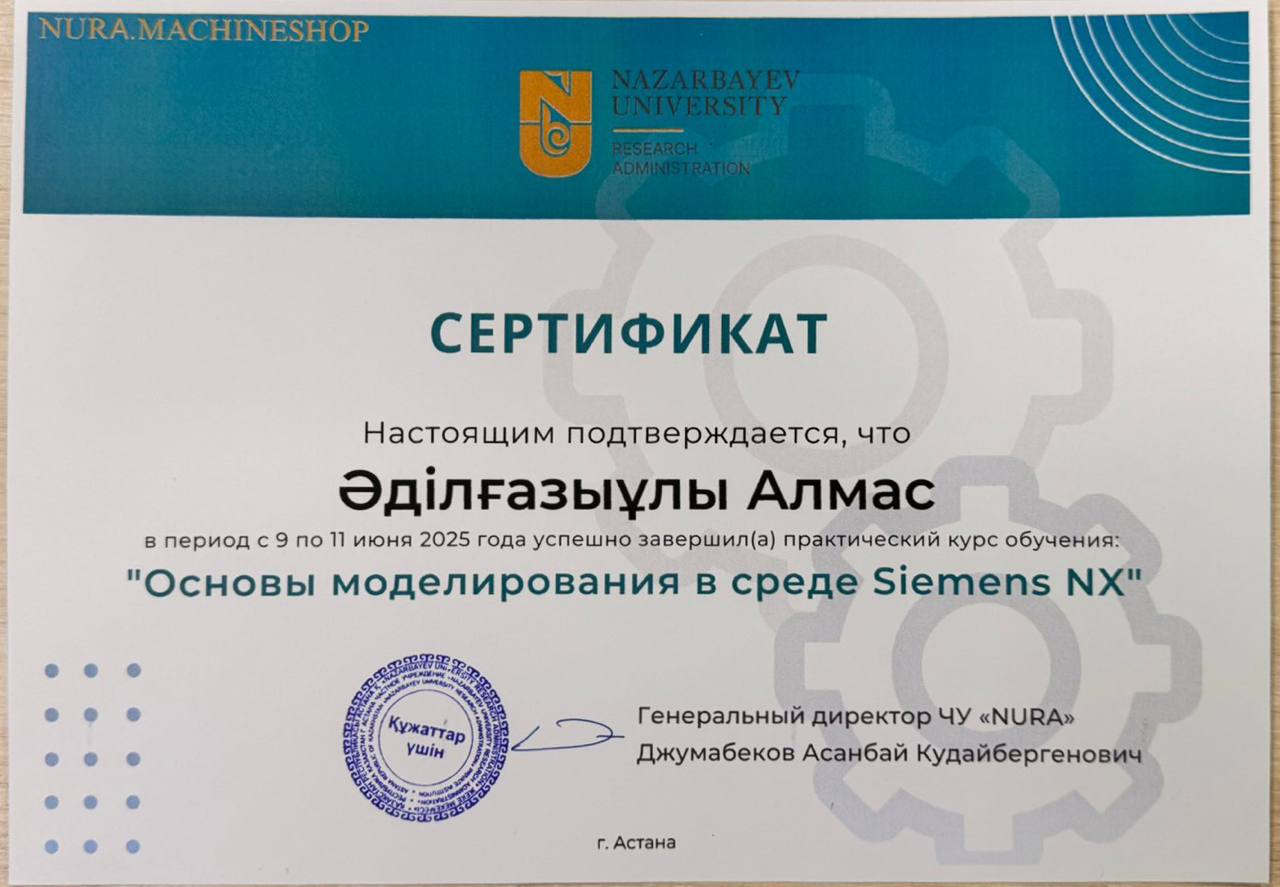 NURA.MACHINESHOP
NAZARBAYEV
UNIVERSITY
RESEARCH
ADMINISTRATION
СЕРТИФИКАТ
Настоящим подтверждается, что
Әділғазыұлы Алмас
в период с 9 по 11 июня 2025 года успешно завершил(а) практический курс обучения:
"Основы моделирования в среде Siemens NX"
Құжаттар
үшін
Генеральный директор ЧУ «NURA»
Джумабеков Асанбай Кудайбергенович
г. Астана